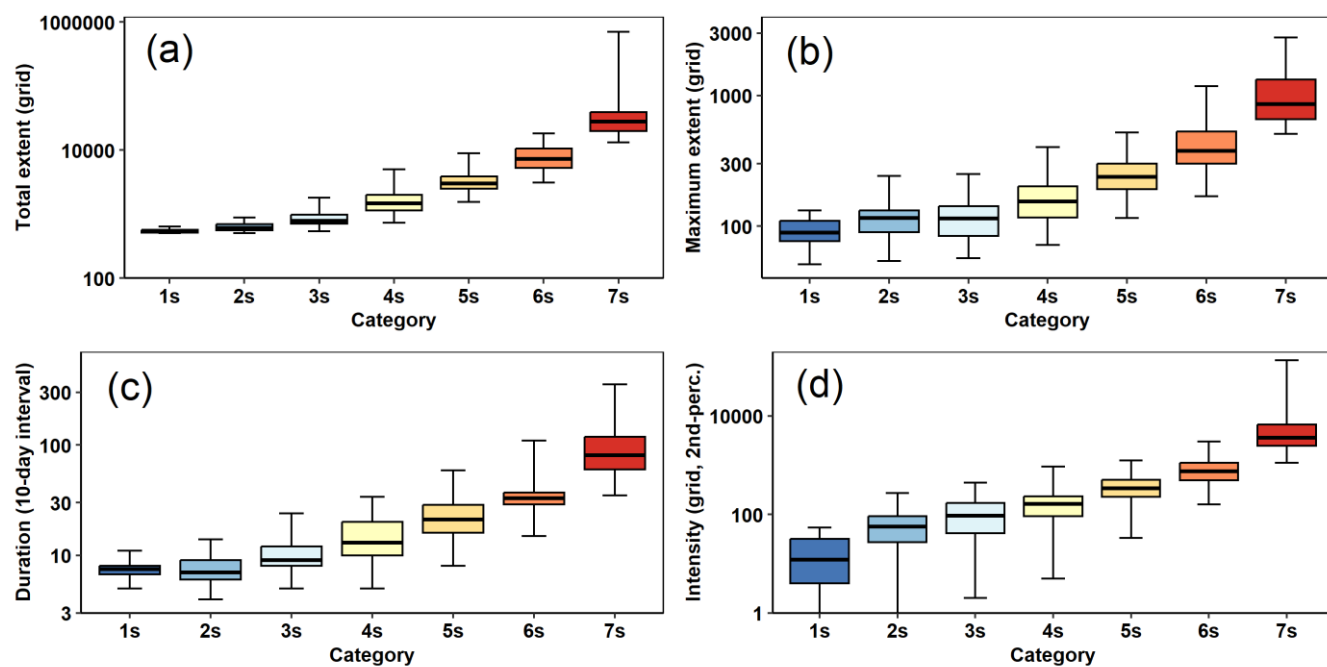 (a)
Total extent (grid)
1000000
10000
100
1s 2s 3s 4s 5s 6s 7s
Category
(b)
Maximum extent (grid)
3000
1000
300
100
1s 2s 3s 4s 5s 6s 7s
Category
(c)
Duration (10-day interval)
300
100
30
10
3
1s 2s 3s 4s 5s 6s 7s
Category
(d)
Intensity (grid, 2nd-perc.)
10000
100
1
1s 2s 3s 4s 5s 6s 7s
Category